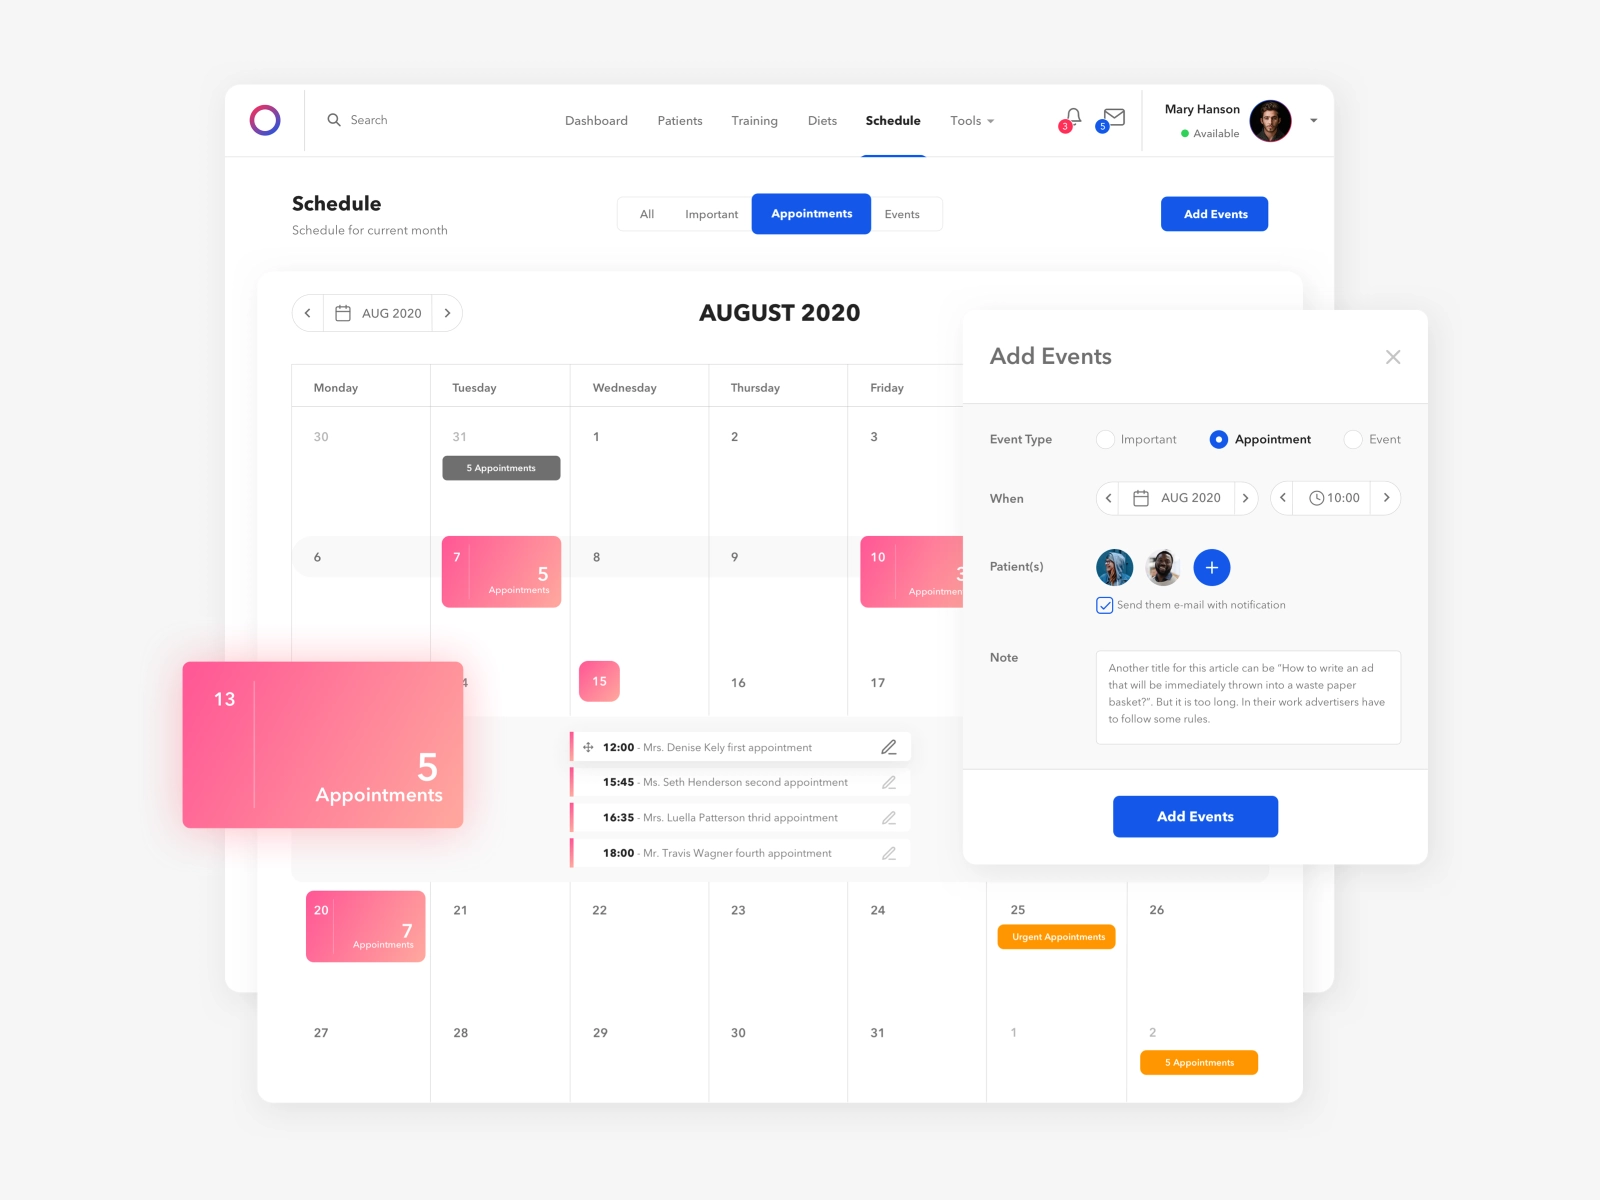 Search
Dashboard
Patients
Training
Diets
Schedule
Tools
3
5
Mary Hanson
Available
Schedule
Schedule for current month
All
Important
Appointments
Events
Add Events
AUG 2020
AUGUST 2020
Monday
Tuesday
Wednesday
Thursday
Friday
30
31
5 Appointments
1
2
3
6
7
5
Appointments
8
9
10
Appointmen
13
5
Appointments
15
16
17
12:00 - Mrs. Denise Kely first appointment
15:45 - Ms. Seth Henderson second appointment
16:35 - Mrs. Luella Patterson thrid appointment
18:00 - Mr. Travis Wagner fourth appointment
20
7
Appointments
21
22
23
24
25
Urgent Appointments
26
27
28
29
30
31
1
2
5 Appointments
Add Events
Event Type
Important
Appointment
Event
When
AUG 2020
10:00
Patient(s)
Send them e-mail with notification
Note
Another title for this article can be "How to write an ad
that will be immediately thrown into a waste paper
basket?". But it is too long. In their work advertisers have
to follow some rules.
Add Events